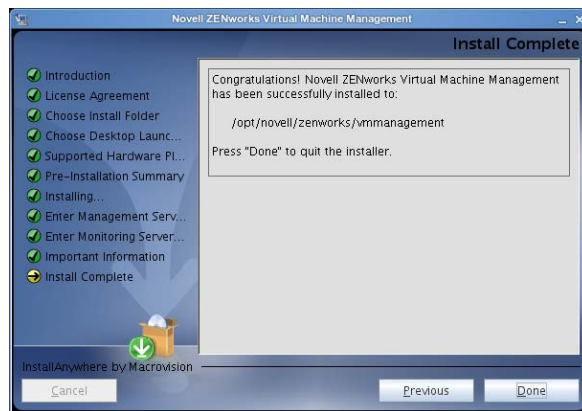 Novell ZENworks Virtual Machine Management
Install Complete
Introduction
License Agreement
Choose Install Folder
Choose Desktop Launc...
Supported Hardware Pl...
Pre-Installation Summary
Installing...
Enter Management Serv...
Enter Monitoring Server...
Important Information
Install Complete
Congratulations! Novell ZENworks Virtual Machine Management
has been successfully installed to:
/opt/novell/zenworks/vmmanagement
Press "Done" to quit the installer.
InstallAnywhere by Macrovision
Cancel
Previous
Done